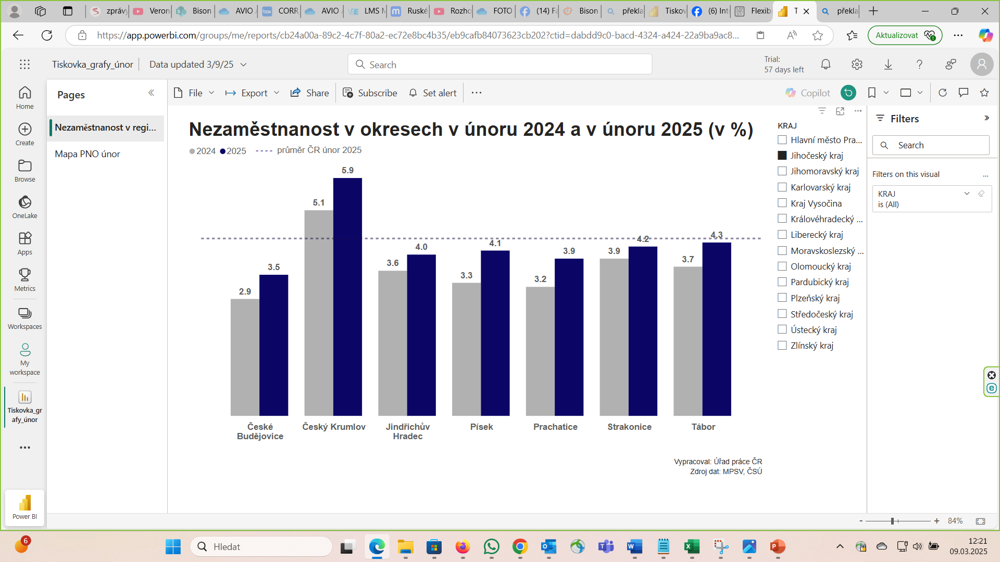 zprávy
Veron
Bison
AVIO
CORR
AVIO
LMS M
Ruské
Rozho
FOTO
(14) Fa
Bison
překla
Tiskov
(6) Int
Flexibi
T
překla
https://app.powerbi.com/groups/me/reports/cb24a00a-89c2-4c7f-80a2-ec72e8bc4b35/eb9cafb84073623cb202?ctid=dabdd9c0-bacd-4324-a424-22a9ba9ac8...
Aktualizovat
Tiskovka_grafy_únor
Data updated 3/9/25
Search
Trial:
57 days left
Home
Create
Browse
OneLake
Apps
Metrics
Workspaces
My
workspace
Tiskovka_gr
afy_únor
Power BI
Pages
Nezaměstnanost v regi...
Mapa PNO únor
File
Export
Share
Subscribe
Set alert
Copilot
Nezaměstnanost v okresech v únoru 2024 a v únoru 2025 (v %)
2024
2025
průměr ČR únor 2025
2.9
3.5
5.1
5.9
3.6
4.0
3.3
4.1
3.2
3.9
3.9
4.2
3.7
4.3
České
Budějovice
Český Krumlov
Jindřichův
Hradec
Písek
Prachatice
Strakonice
Tábor
Vypracoval: Úřad práce ČR
Zdroj dat: MPSV, ČSÚ
KRAJ
Hlavní město Pra...
Jihočeský kraj
Jihomoravský kraj
Karlovarský kraj
Kraj Vysočina
Královéhradecký ...
Liberecký kraj
Moravskoslezský ...
Olomoucký kraj
Pardubický kraj
Plzeňský kraj
Středočeský kraj
Ústecký kraj
Zlínský kraj
Filters
Search
Filters on this visual
KRAJ
is (All)
84%
6
Hledat
12:21
09.03.2025